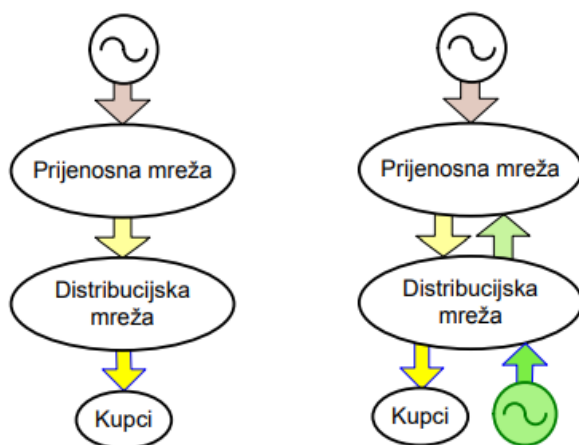 Prijenosna mreža
Distribucijska
mreža
Kupci
Prijenosna mreža
Distribucijska
mreža
Kupci